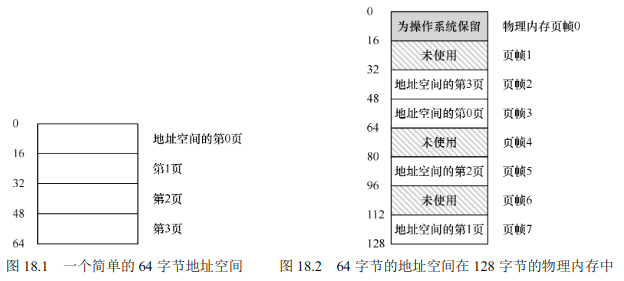 0
地址空间的第0页
16
第1页
32
第2页
48
第3页
64
图 18.1 一个简单的 64 字节地址空间
0
为操作系统保留 物理内存页帧0
16
未使用 页帧1
32
地址空间的第3页 页帧2
48
地址空间的第0页 页帧3
64
未使用 页帧4
80
地址空间的第2页 页帧5
96
未使用 页帧6
112
地址空间的第1页 页帧7
128
图 18.2 64 字节的地址空间在 128 字节的物理内存中